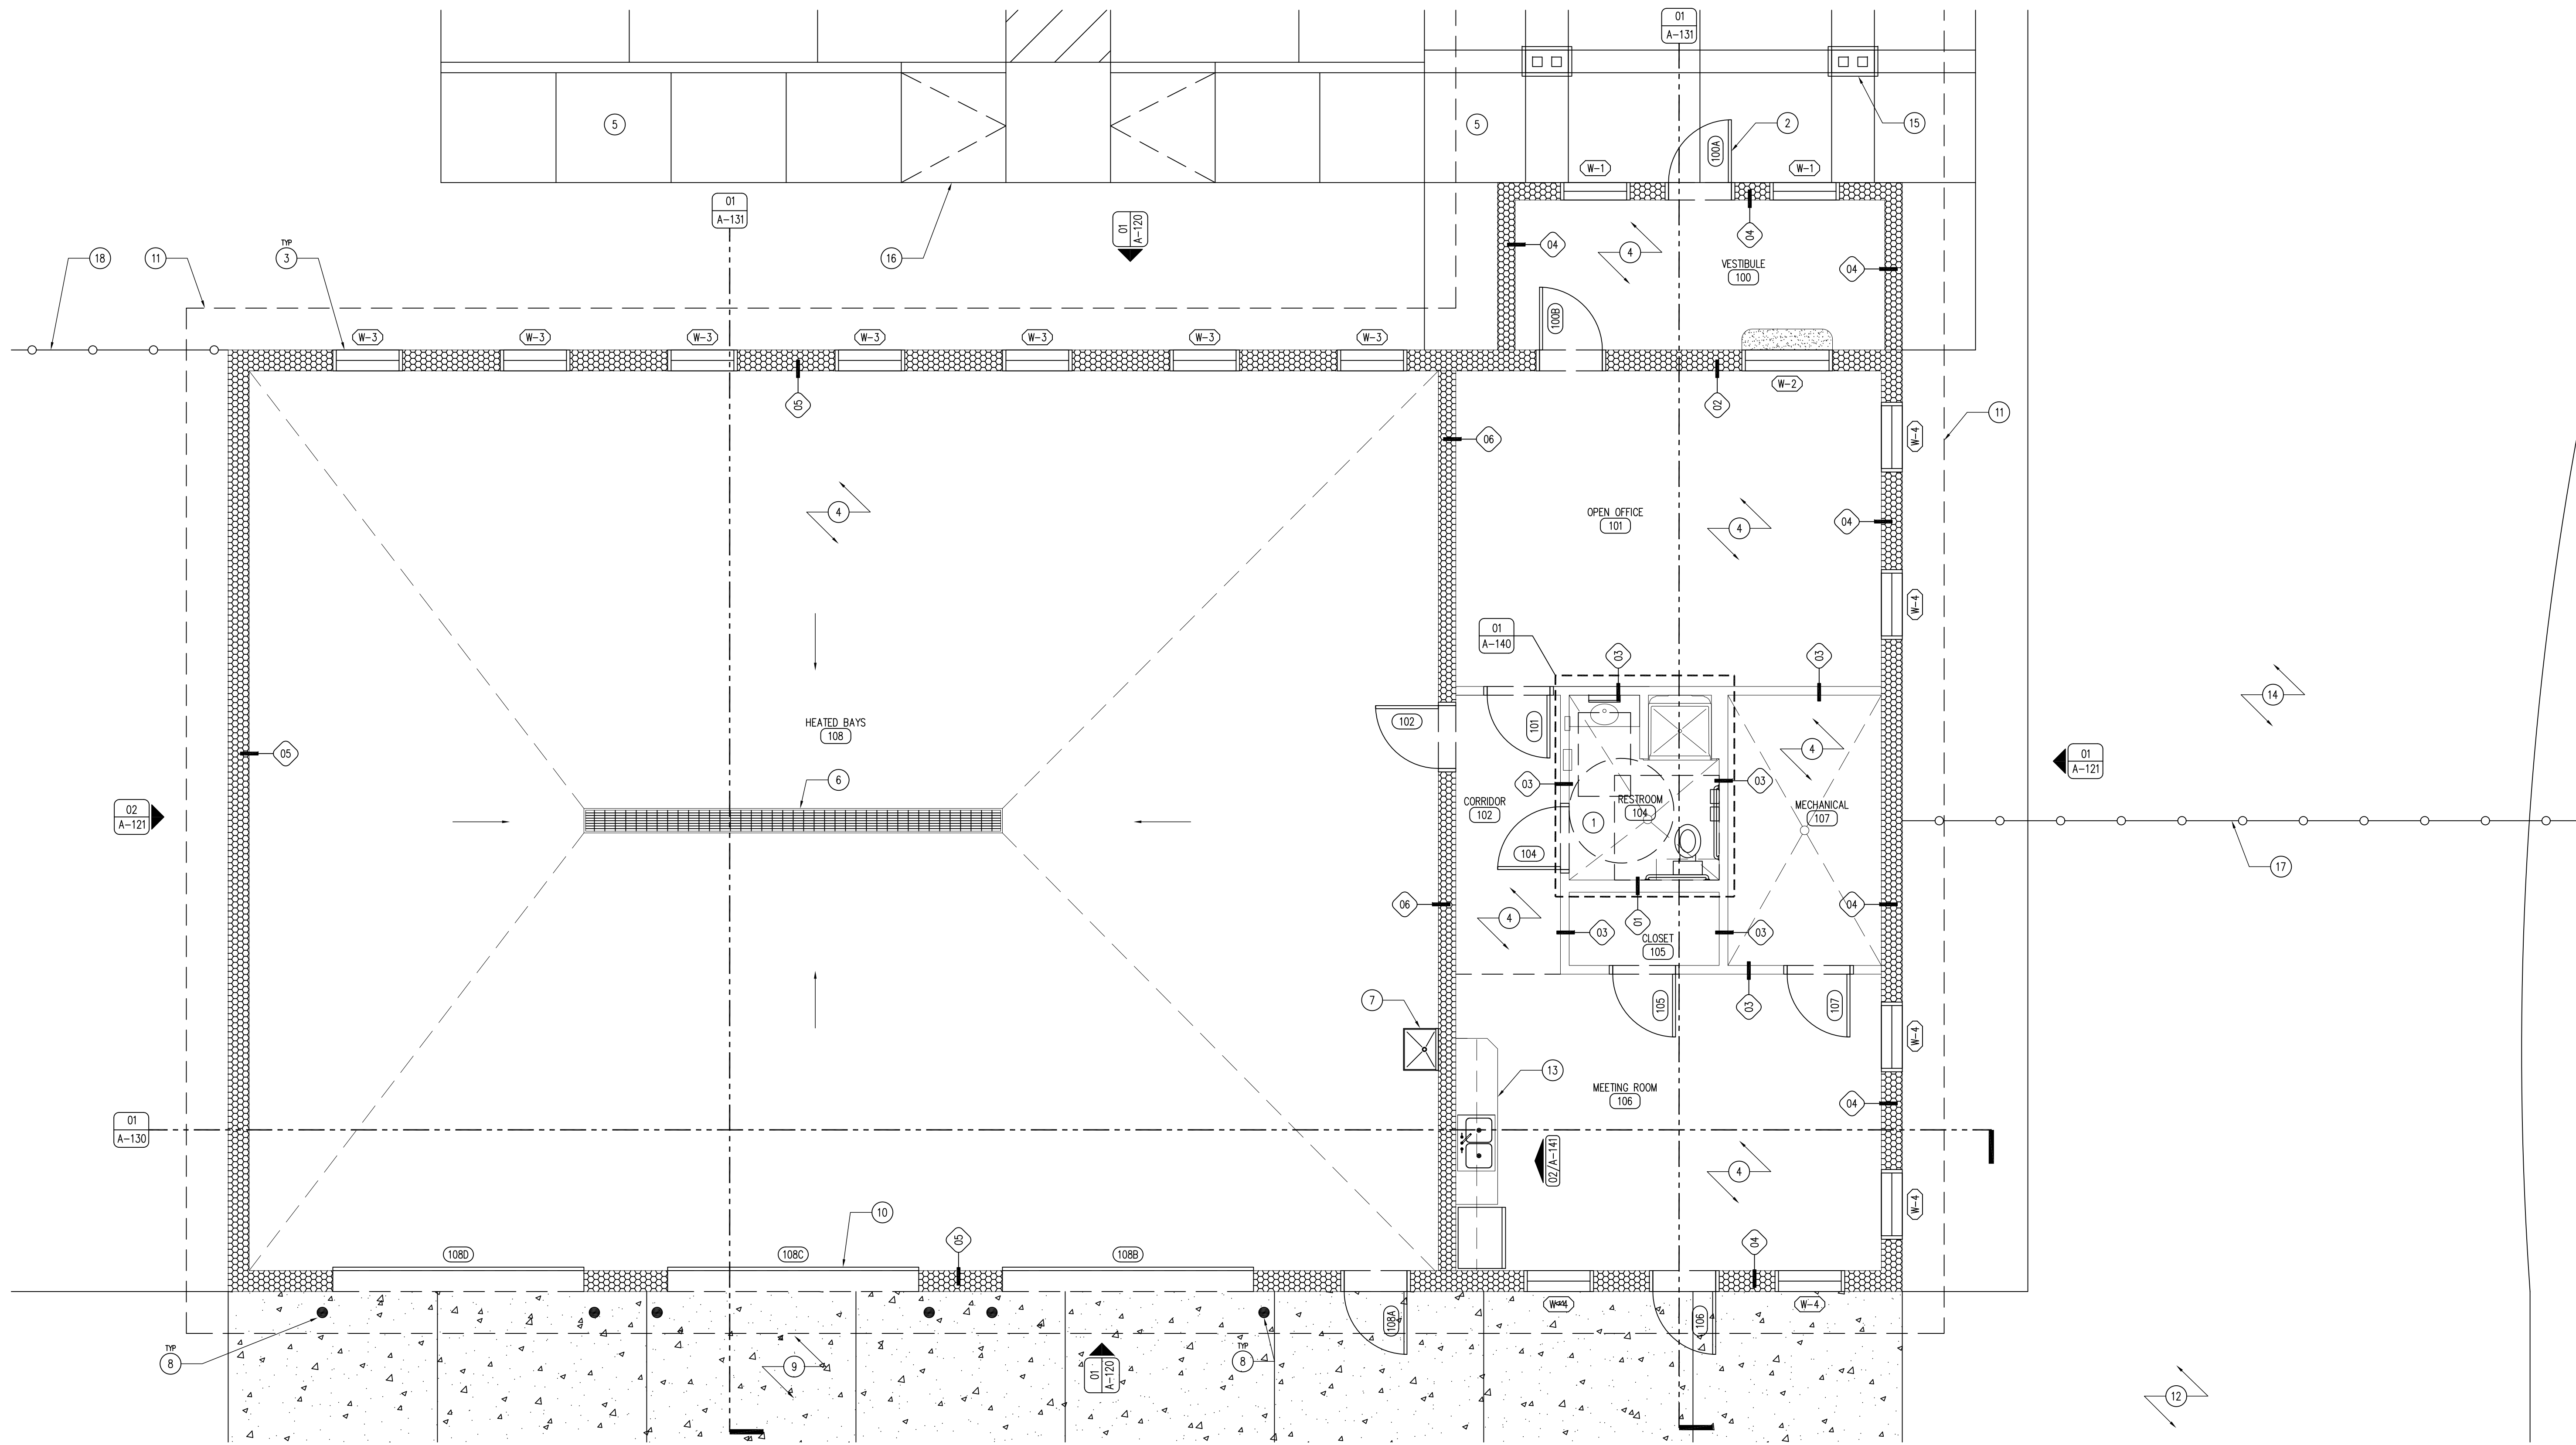 01
A-131
5
5
2
15
100A
W-1
W-1
01
A-131
01
A-120
04
04
4
VESTIBULE
100
04
18
11
TYP
3
16
100B
W-3
W-3
W-3
W-3
W-3
W-3
W-3
W-2
05
02
11
06
W-4
4
OPEN OFFICE
101
4
04
W-4
01
A-140
03
03
14
HEATED BAYS
108
102
101
4
01
A-121
05
6
03
03
CORRIDOR
102
RESTROOM
104
MECHANICAL
107
02
A-121
1
104
17
06
4
01
04
03
CLOSET
105
03
7
105
03
107
W-4
13
MEETING ROOM
106
04
01
A-130
02/A-141
4
W-4
10
05
04
108D
108C
108B
W-4
W-4
108A
106
TYP
8
9
01
A-120
TYP
8
12